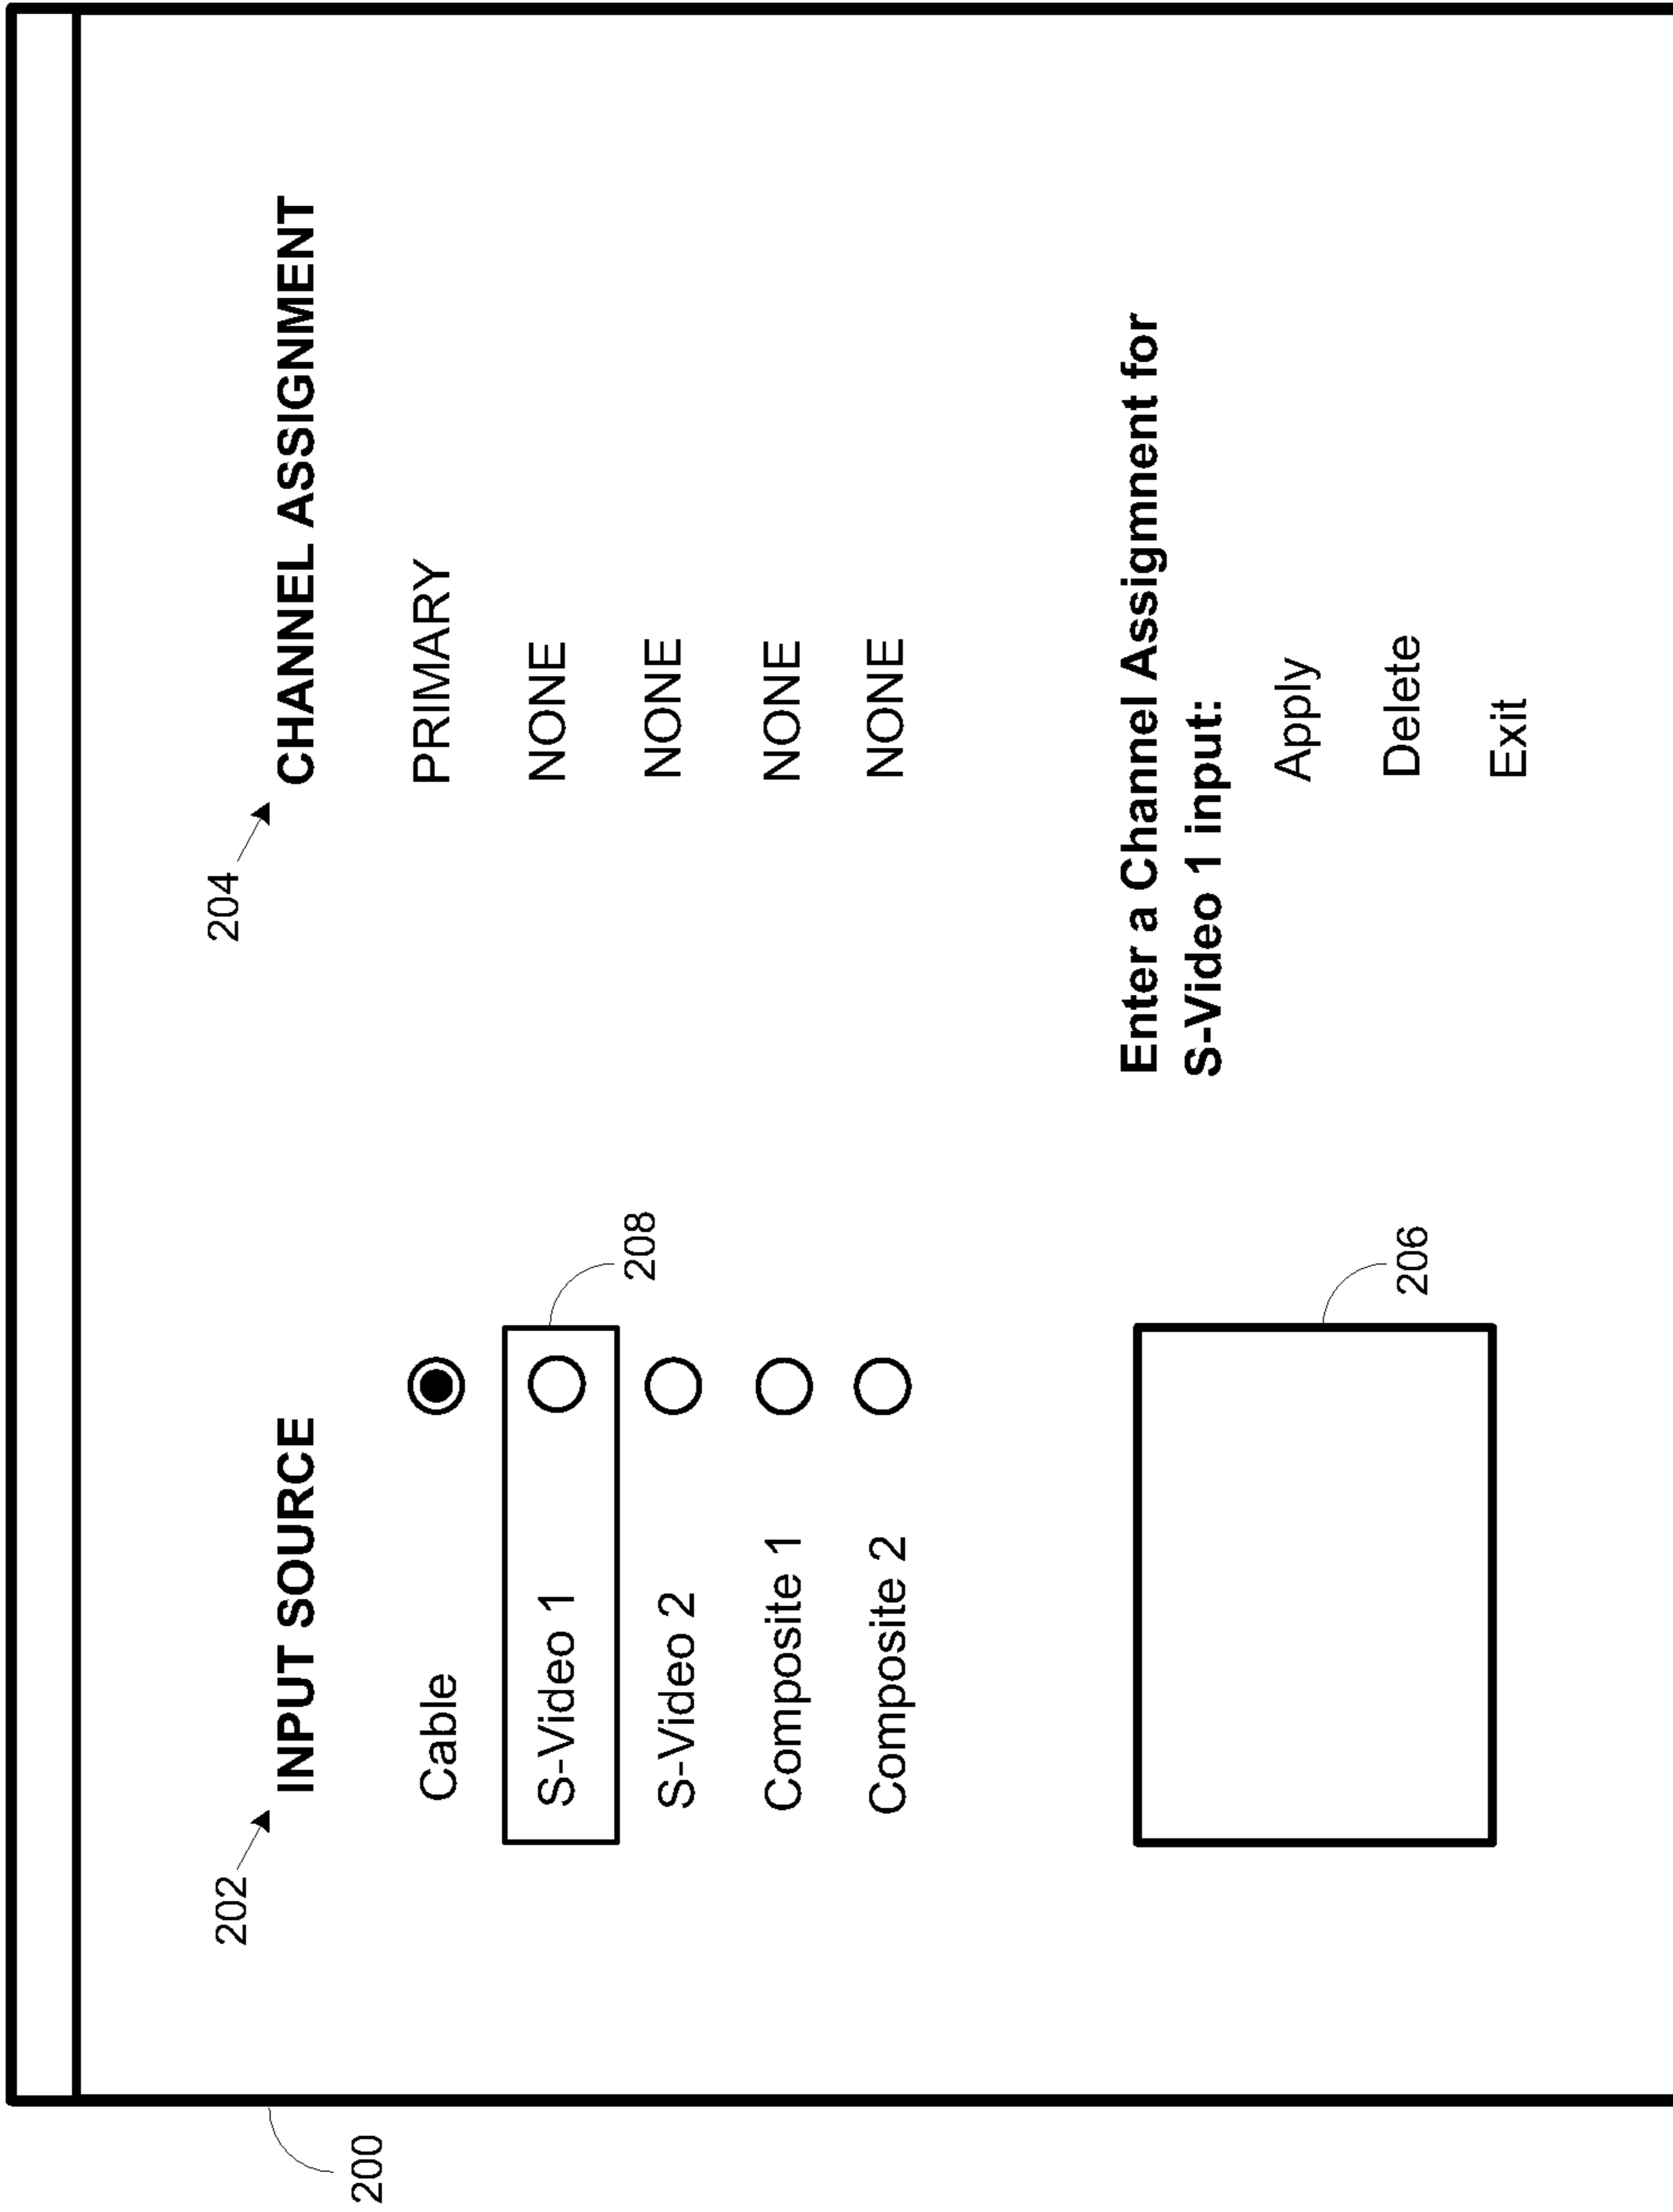 200
202
204
INPUT SOURCE
CHANNEL ASSIGNMENT
Cable
PRIMARY
S-Video 1
NONE
208
S-Video 2
NONE
Composite 1
NONE
Composite 2
NONE
206
Enter a Channel Assignment for
S-Video 1 input:
Apply
Delete
Exit